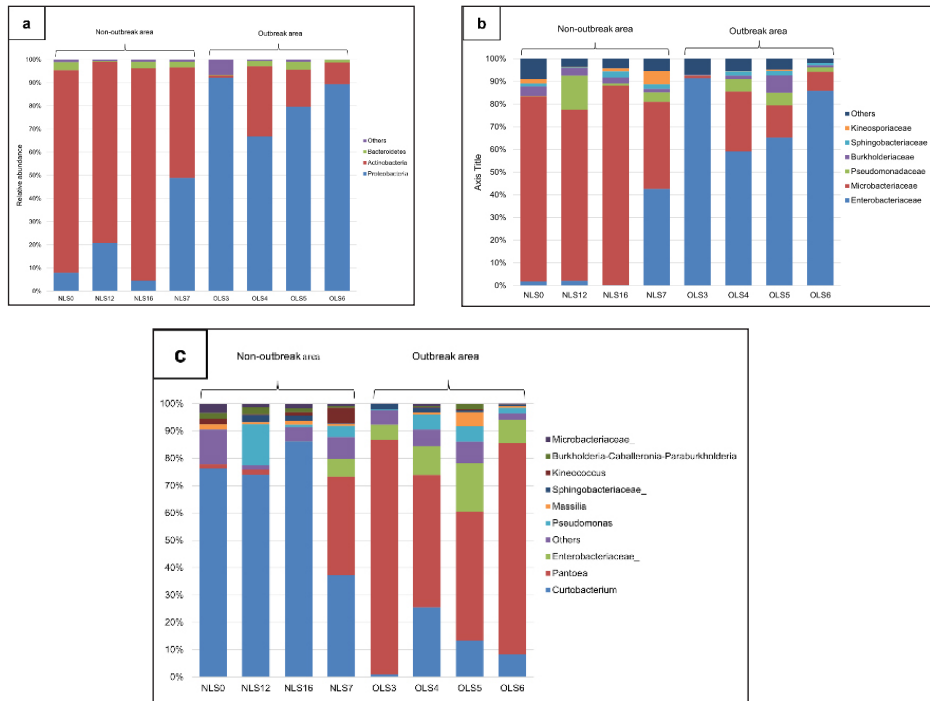 a
Non-outbreak area
Outbreak area
100%
90%
80%
70%
60%
50%
40%
30%
20%
10%
0%
Relative abundance
NLS0 NLS12 NLS16 NLS7 OLS3 OLS4 OLS5 OLS6
Others
Bacteroidetes
Actinobacteria
Proteobacteria
b
Non-outbreak area
Outbreak area
100%
90%
80%
70%
60%
50%
40%
30%
20%
10%
0%
Axis Title
NLS0 NLS12 NLS16 NLS7 OLS3 OLS4 OLS5 OLS6
Others
Kineosporiaceae
Sphingobacteriaceae
Burkholderiaceae
Pseudomonadaceae
Microbacteriaceae
Enterobacteriaceae
c
Non-outbreak area
Outbreak area
100%
90%
80%
70%
60%
50%
40%
30%
20%
10%
0%
NLS0 NLS12 NLS16 NLS7 OLS3 OLS4 OLS5 OLS6
Microbacteriaceae_
Burkholderia-Caballeronia-Paraburkholderia
Kineococcus
Sphingobacteriaceae_
Massilia
Pseudomonas
Others
Enterobacteriaceae_
Pantoea
Curtobacterium